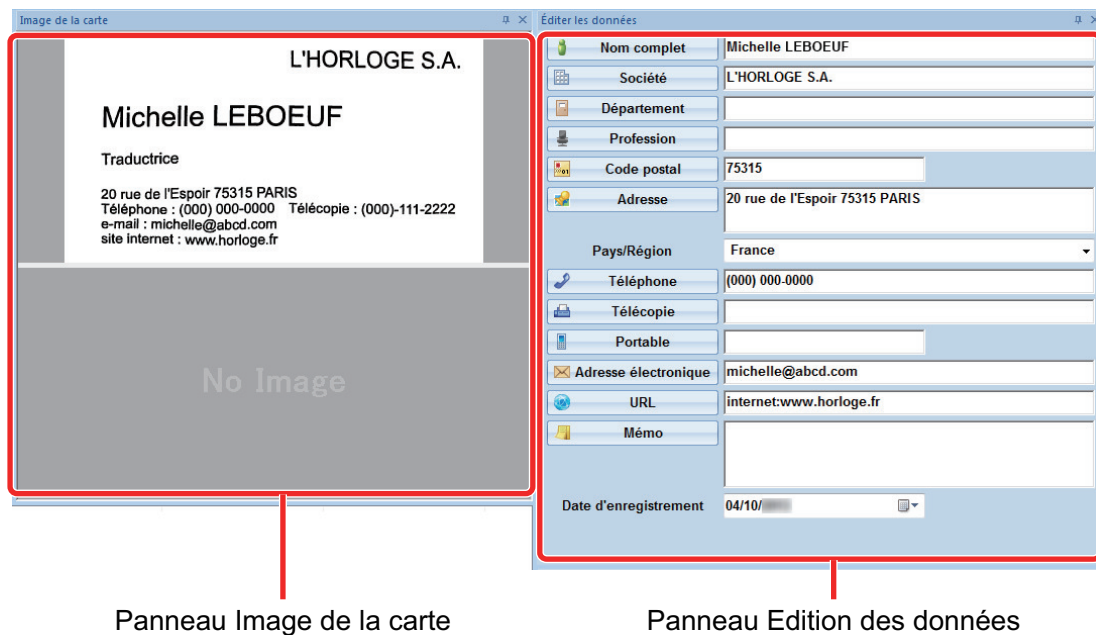 Image de la carte
L'HORLOGE S.A.
Michelle LEBOEUF
Traductrice
20 rue de l'Espoir 75315 PARIS
Téléphone : (000) 000-0000 Télécopie : (000)-111-2222
e-mail : michelle@abcd.com
site internet : www.horloge.fr
No Image
Éditer les données
Nom complet Michelle LEBOEUF
Société L'HORLOGE S.A.
Département
Profession
Code postal 75315
Adresse 20 rue de l'Espoir 75315 PARIS
Pays/Région France
Téléphone (000) 000-0000
Télécopie
Portable
Adresse électronique michelle@abcd.com
URL internet:www.horloge.fr
Mémo
Date d'enregistrement 04/10/
Panneau Image de la carte
Panneau Edition des données